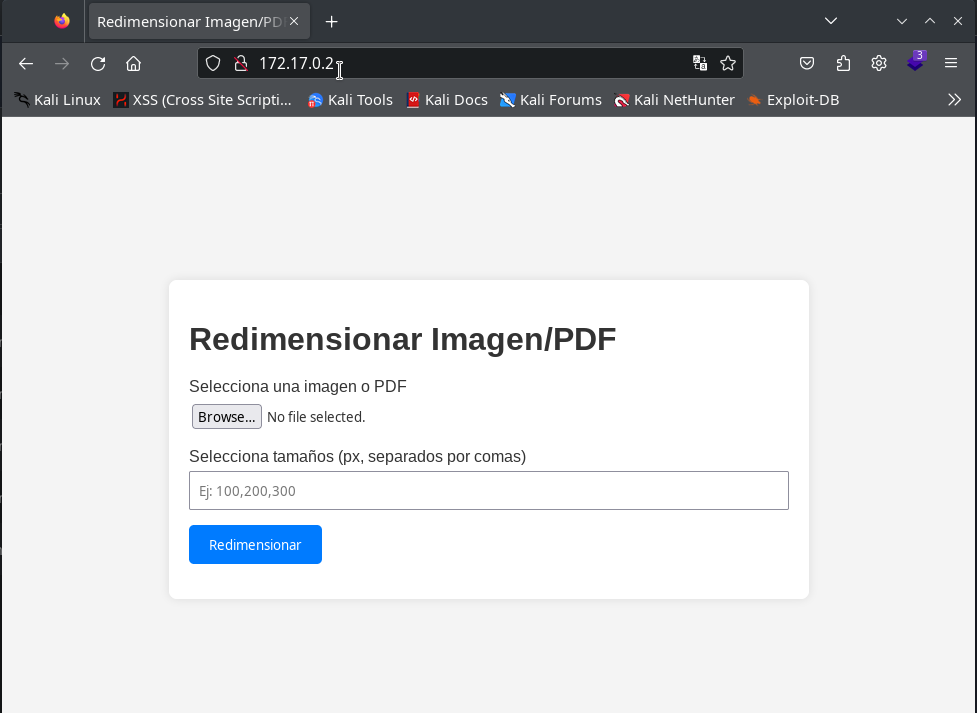 Redimensionar Imagen/PD
172.17.0.2
Kali Linux XSS (Cross Site Scripti... Kali Tools Kali Docs Kali Forums Kali NetHunter Exploit-DB
3
Redimensionar Imagen/PDF
Selecciona una imagen o PDF
Browse... No file selected.
Selecciona tamaños (px, separados por comas)
Ej: 100,200,300
Redimensionar